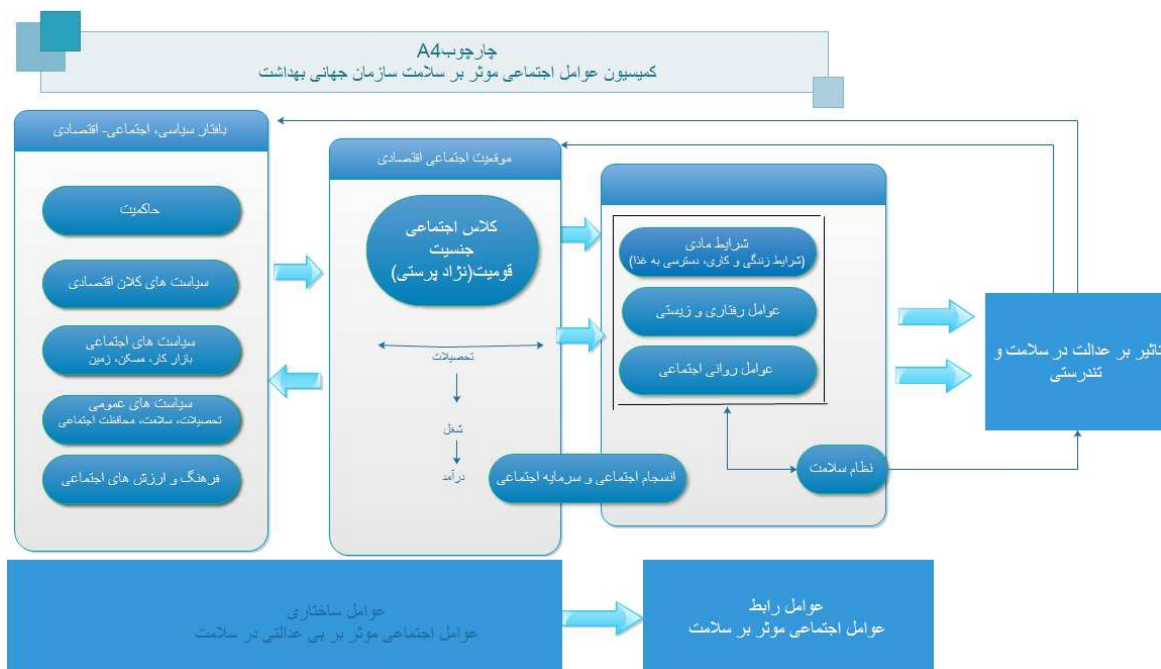 چارچوبA4
کمیسیون عوامل اجتماعی موثر بر سلامت سازمان جهانی بهداشت
بافتار سیاسی، اجتماعی- اقتصادی
حاکمیت
سیاست های کلان اقتصادی
سیاست های اجتماعی
بازار کار، مسکن، زمین
سیاست های عمومی
تحصیلات، سلامت، محافظت اجتماعی
فرهنگ و ارزش های اجتماعی
موقعیت اجتماعی اقتصادی
کلاس اجتماعی
جنسیت
قومیت(نژاد پرستی)
تحصیلات
شغل
درآمد
شرایط مادی
(شرایط زندگی و کاری، دسترسی به غذا)
عوامل رفتاری و زیستی
عوامل روانی اجتماعی
انسجام اجتماعی و سرمایه اجتماعی
نظام سلامت
تاثیر بر عدالت در سلامت و
تندرستی
عوامل ساختاری
عوامل اجتماعی موثر بر بی عدالتی در سلامت
عوامل رابط
عوامل اجتماعی موثر بر سلامت